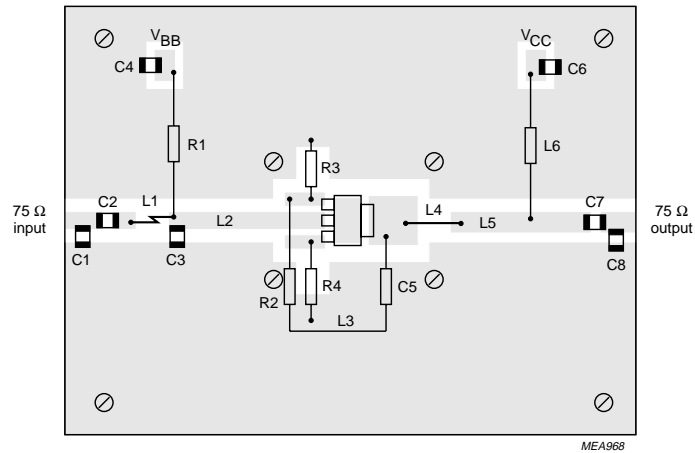 V_BB
V_CC
C4
C6
R1
L6
R3
C2
L1
C7
75 Ω
input
L2
L4
L5
75 Ω
output
C1
C3
C8
R2
R4
C5
L3
MEA968